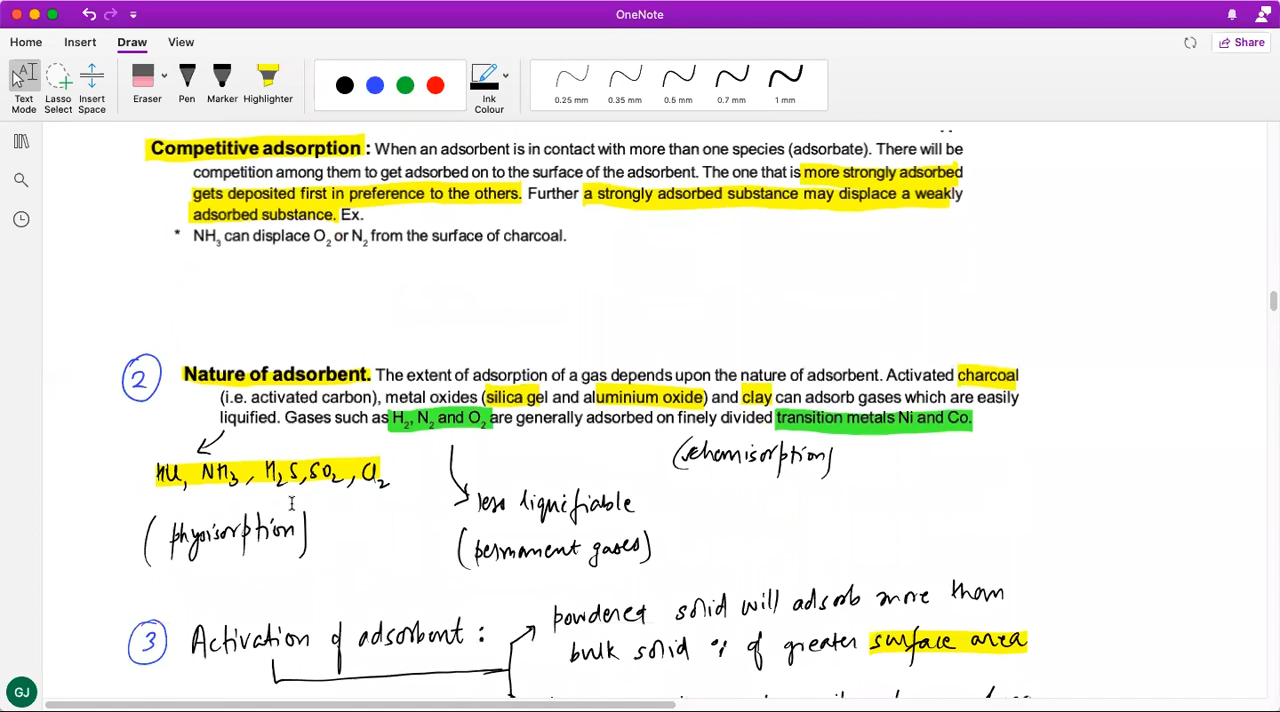 OneNote
Home Insert Draw View
Share
Text Mode
Lasso Select
Insert Space
Eraser
Pen
Marker
Highlighter
Ink Colour
0.25 mm 0.35 mm 0.5 mm 0.7 mm 1 mm
Competitive adsorption : When an adsorbent is in contact with more than one species (adsorbate). There will be
competition among them to get adsorbed on to the surface of the adsorbent. The one that is more strongly adsorbed
gets deposited first in preference to the others. Further a strongly adsorbed substance may displace a weakly
adsorbed substance. Ex.
* NH3 can displace O2 or N2 from the surface of charcoal.
2 Nature of adsorbent. The extent of adsorption of a gas depends upon the nature of adsorbent. Activated charcoal
(i.e. activated carbon), metal oxides (silica gel and aluminium oxide) and clay can adsorb gases which are easily
liquified. Gases such as H2, N2 and O2 are generally adsorbed on finely divided transition metals Ni and Co.
(chemisorption)
HCl, NH3, H2S, SO2, Cl2
less liquifiable
(physisorption)
(permanent gases)
powdered solid will adsorb more than
3 Activation of adsorbent :
bulk solid % of greater surface area
GJ